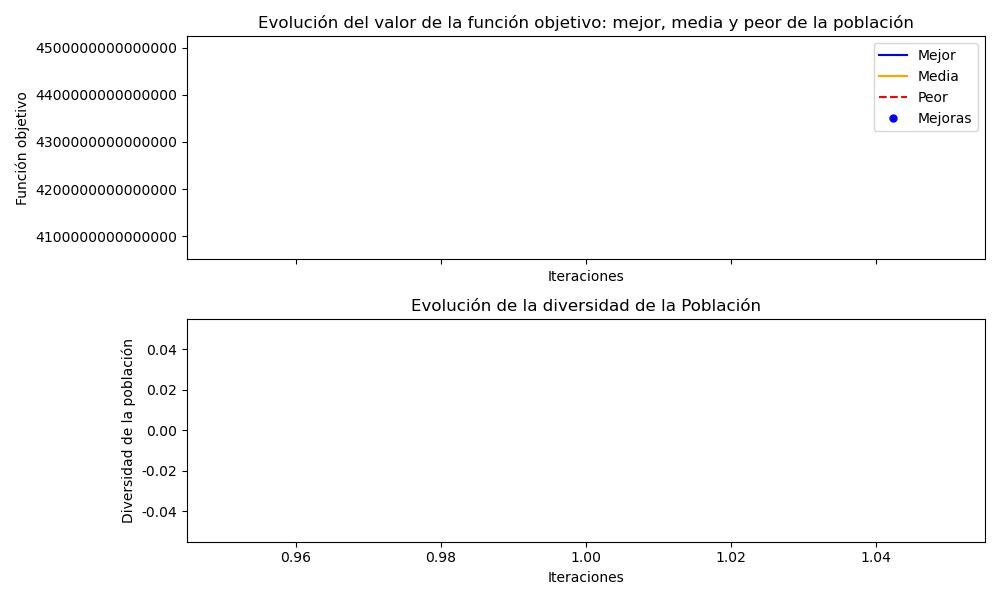 Evolución del valor de la función objetivo: mejor, media y peor de la población
4500000000000000
4400000000000000
4300000000000000
4200000000000000
4100000000000000
Función objetivo
Mejor
Media
Peor
Mejoras
Iteraciones
Evolución de la diversidad de la Población
0.04
0.02
0.00
-0.02
-0.04
Diversidad de la población
0.96 0.98 1.00 1.02 1.04
Iteraciones